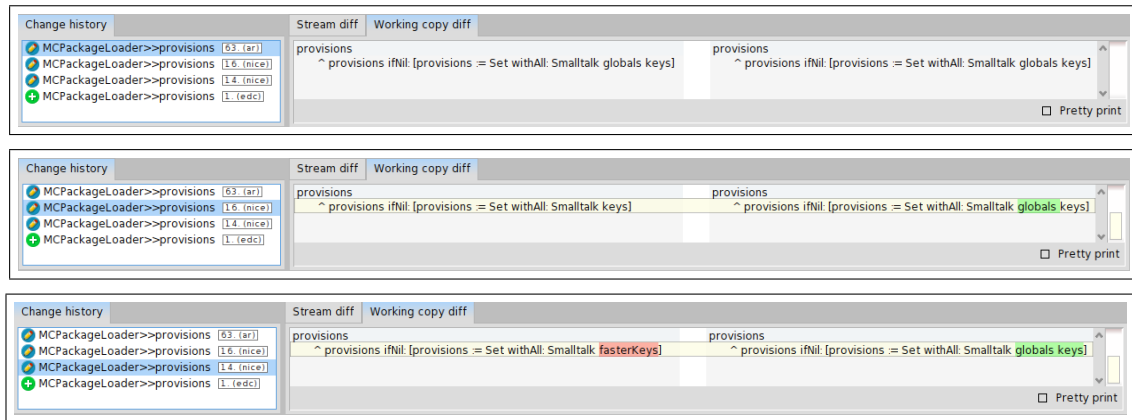 Change history
Stream diff Working copy diff
MCPackageLoader>>provisions 63. (ar)
MCPackageLoader>>provisions 16. (nice)
MCPackageLoader>>provisions 14. (nice)
MCPackageLoader>>provisions 1. (edc)
provisions
^ provisions ifNil: [provisions := Set withAll: Smalltalk globals keys]
provisions
^ provisions ifNil: [provisions := Set withAll: Smalltalk globals keys]
Pretty print
Change history
Stream diff Working copy diff
MCPackageLoader>>provisions 63. (ar)
MCPackageLoader>>provisions 16. (nice)
MCPackageLoader>>provisions 14. (nice)
MCPackageLoader>>provisions 1. (edc)
provisions
^ provisions ifNil: [provisions := Set withAll: Smalltalk keys]
provisions
^ provisions ifNil: [provisions := Set withAll: Smalltalk globals keys]
Pretty print
Change history
Stream diff Working copy diff
MCPackageLoader>>provisions 63. (ar)
MCPackageLoader>>provisions 16. (nice)
MCPackageLoader>>provisions 14. (nice)
MCPackageLoader>>provisions 1. (edc)
provisions
^ provisions ifNil: [provisions := Set withAll: Smalltalk fasterKeys]
provisions
^ provisions ifNil: [provisions := Set withAll: Smalltalk globals keys]
Pretty print